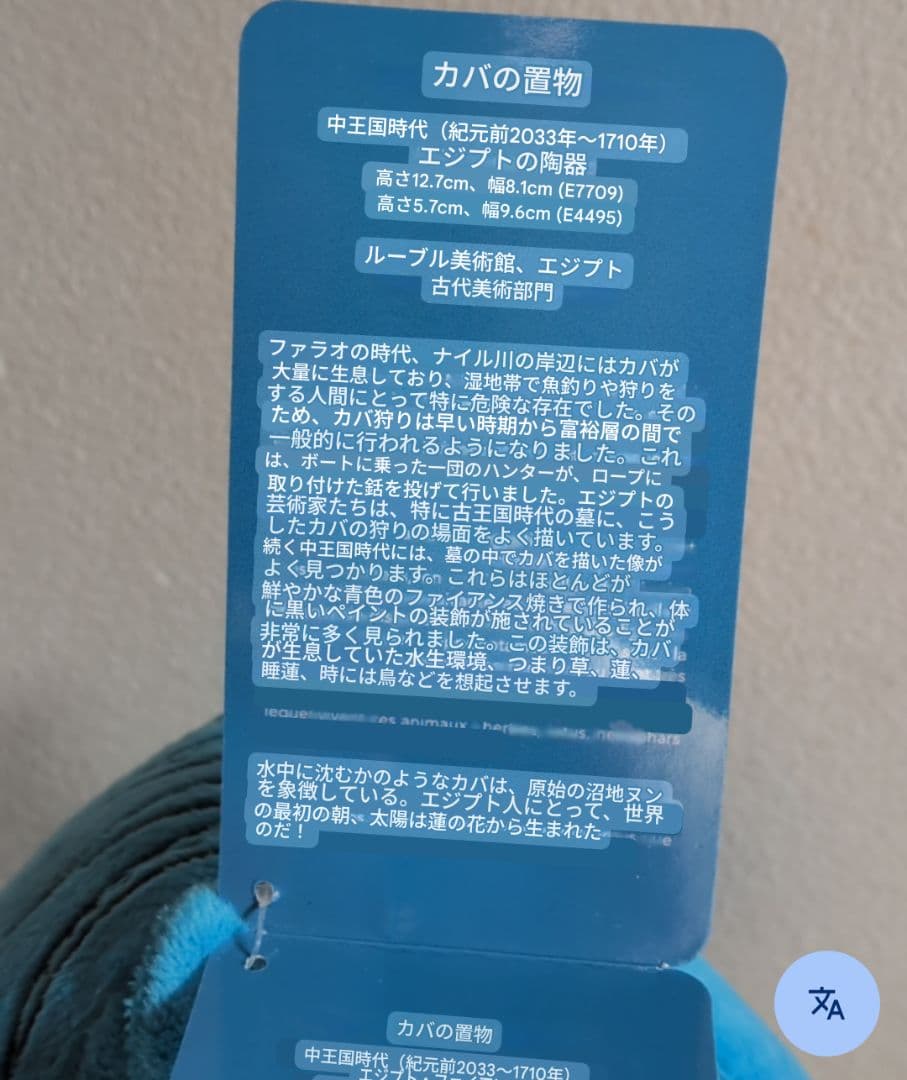 カバの置物
中王国時代（紀元前2033年～1710年）
エジプトの陶器
高さ12.7cm、幅8.1cm (E7709)
高さ5.7cm、幅9.6cm (E4495)
ルーブル美術館、エジプト
古代美術部門
ファラオの時代、ナイル川の岸辺にはカバが
大量に生息しており、湿地帯で魚釣りや狩りを
する人間にとって特に危険な存在でした。その
ため、カバ狩りは早い時期から富裕層の間で
一般的に行われるようになりました。これ
は、ボートに乗った一団のハンターが、ロープに
取り付けた銛を投げて行いました。エジプトの
芸術家たちは、特に古王国時代の墓に、こう
したカバの狩りの場面をよく描いています。
続く中王国時代には、墓の中でカバを描いた像が
よく見つかります。これらはほとんどが
鮮やかな青色のファイアンス焼きで作られ、体
に黒いペイントの装飾が施されていることが
非常に多く見られました。この装飾は、カバ
が生息していた水生環境、つまり草、蓮、
睡蓮、時には鳥などを想起させます。
ces animaux
水中に沈むかのようなカバは、原始の沼地ヌン
を象徴している。エジプト人にとって、世界
の最初の朝、太陽は蓮の花から生まれた
のだ！
カバの置物
中王国時代（紀元前2033～1710年）